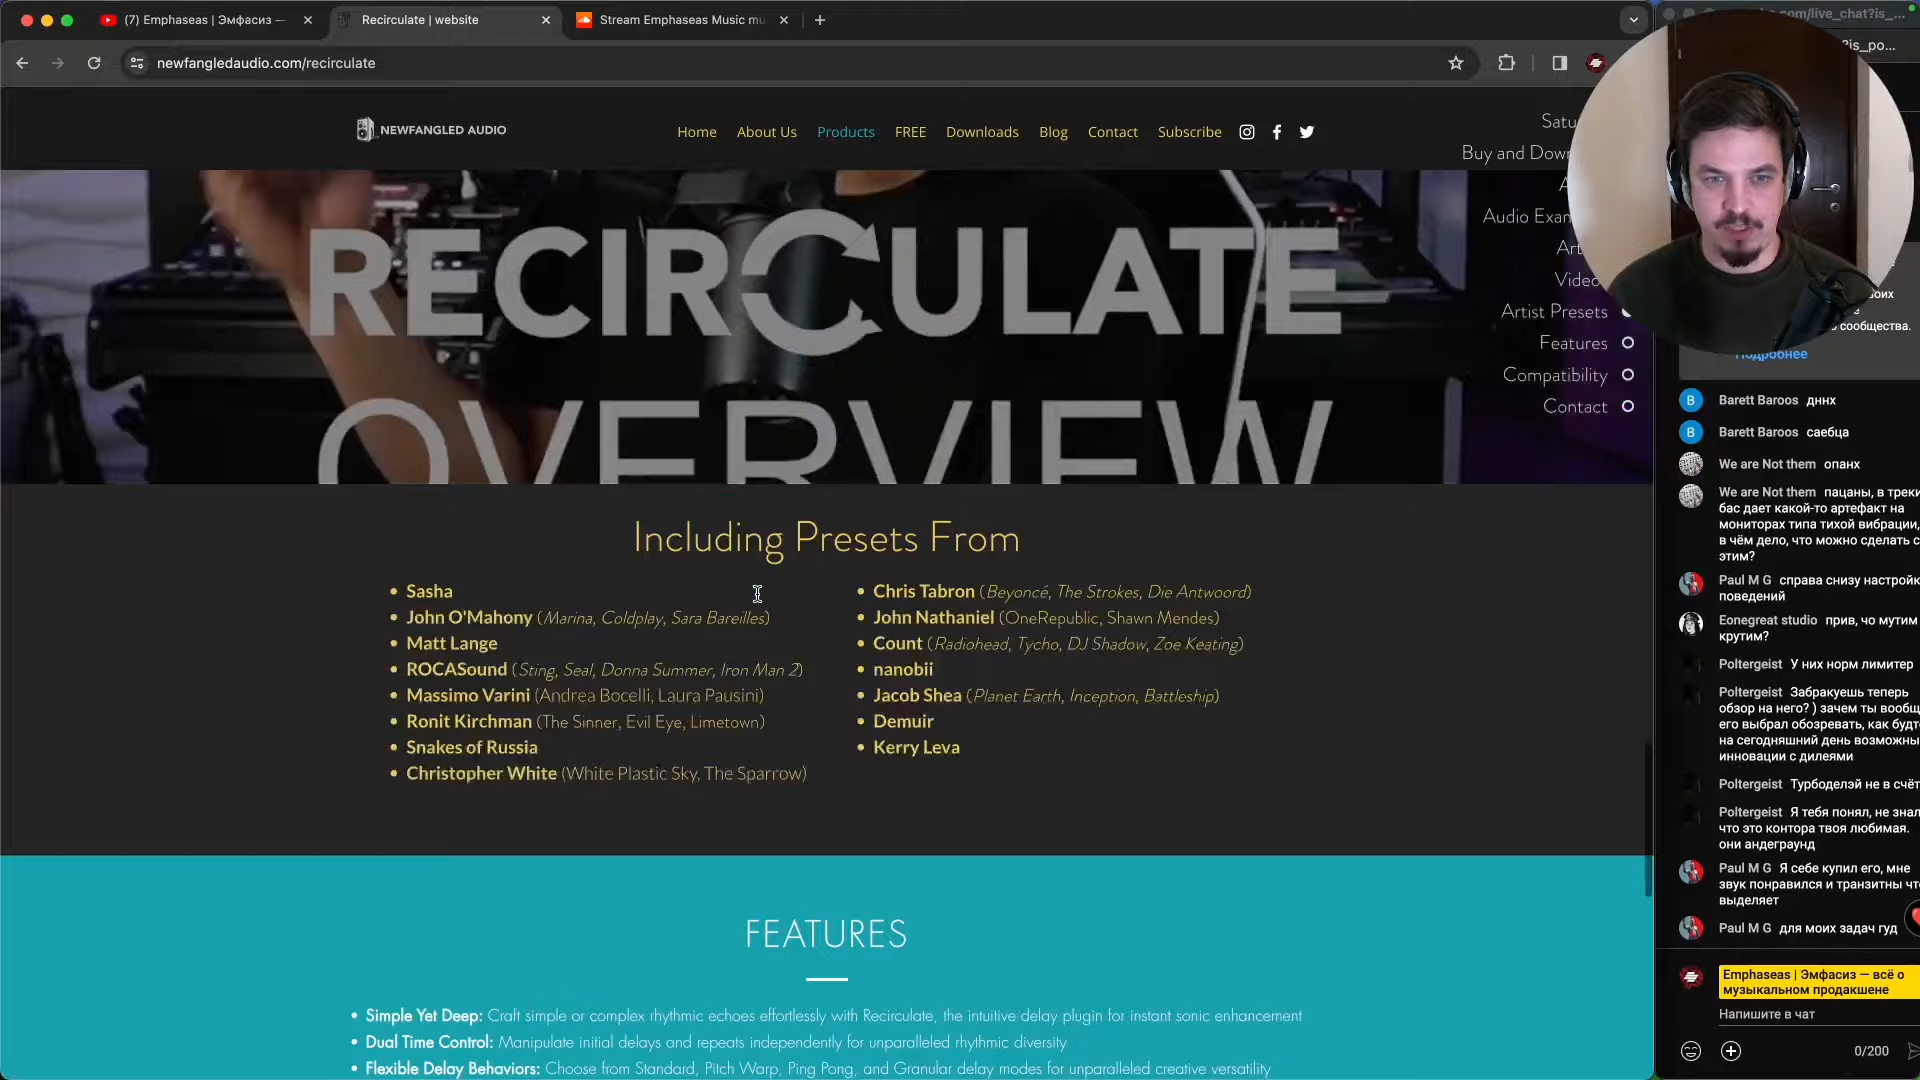 (7) Emphaseas | Эмфасиз —
Recirculate | website
Stream Emphaseas Music mu
newfangledaudio.com/recirculate
NEWFANGLED AUDIO
Home About Us Products FREE Downloads Blog Contact Subscribe
Satu
Buy and Dow
Audio Exam
Art
Video
Artist Presets
Features
Compatibility
Contact
RECIRCULATE
OVERVIEW
Including Presets From
Sasha
John O'Mahony (Marina, Coldplay, Sara Bareilles)
Matt Lange
ROCASound (Sting, Seal, Donna Summer, Iron Man 2)
Massimo Varini (Andrea Bocelli, Laura Pausini)
Ronit Kirchman (The Sinner, Evil Eye, Limetown)
Snakes of Russia
Christopher White (White Plastic Sky, The Sparrow)
Chris Tabron (Beyoncé, The Strokes, Die Antwoord)
John Nathaniel (OneRepublic, Shawn Mendes)
Count (Radiohead, Tycho, DJ Shadow, Zoe Keating)
nanobii
Jacob Shea (Planet Earth, Inception, Battleship)
Demuir
Kerry Leva
FEATURES
Simple Yet Deep: Craft simple or complex rhythmic echoes effortlessly with Recirculate, the intuitive delay plugin for instant sonic enhancement
Dual Time Control: Manipulate initial delays and repeats independently for unparalleled rhythmic diversity
Flexible Delay Behaviors: Choose from Standard, Pitch Warp, Ping Pong, and Granular delay modes for unparalleled creative versatility
.com/live_chat?is_...
?is_po...
воих
сообщества.
Подробнее
Barett Baroos дннх
Barett Baroos саебца
We are Not them опанх
We are Not them пацаны, в треки
бас дает какой-то артефакт на
мониторах типа тихой вибрации,
в чём дело, что можно сделать с
этим?
Paul M G справа снизу настройк
поведений
Eonegreat studio прив, чо мутим
крутим?
Poltergeist У них норм лимитер
Poltergeist Забракуешь теперь
обзор на него? ) зачем ты вообщ
его выбрал обозревать, как будт
на сегодняшний день возможны
инновации с дилеями
Poltergeist Турбоделэй не в счёт
Poltergeist Я тебя понял, не знал
что это контора твоя любимая.
они андеграунд
Paul M G Я себе купил его, мне
звук понравился и транзитны чт
выделяет
Paul M G для моих задач гуд
Emphaseas | Эмфасиз — всё о
музыкальном продакшене
Напишите в чат
0/200